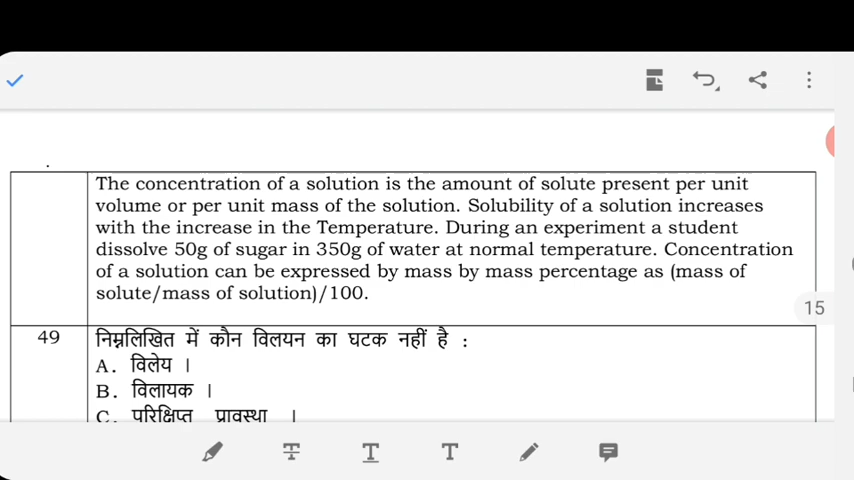 The concentration of a solution is the amount of solute present per unit
volume or per unit mass of the solution. Solubility of a solution increases
with the increase in the Temperature. During an experiment a student
dissolve 50g of sugar in 350g of water at normal temperature. Concentration
of a solution can be expressed by mass by mass percentage as (mass of
solute/mass of solution)/100.
15
49 निम्नलिखित में कौन विलयन का घटक नहीं है :
A. विलेय ।
B. विलायक ।
C. परिक्षिप्त प्रावस्था ।